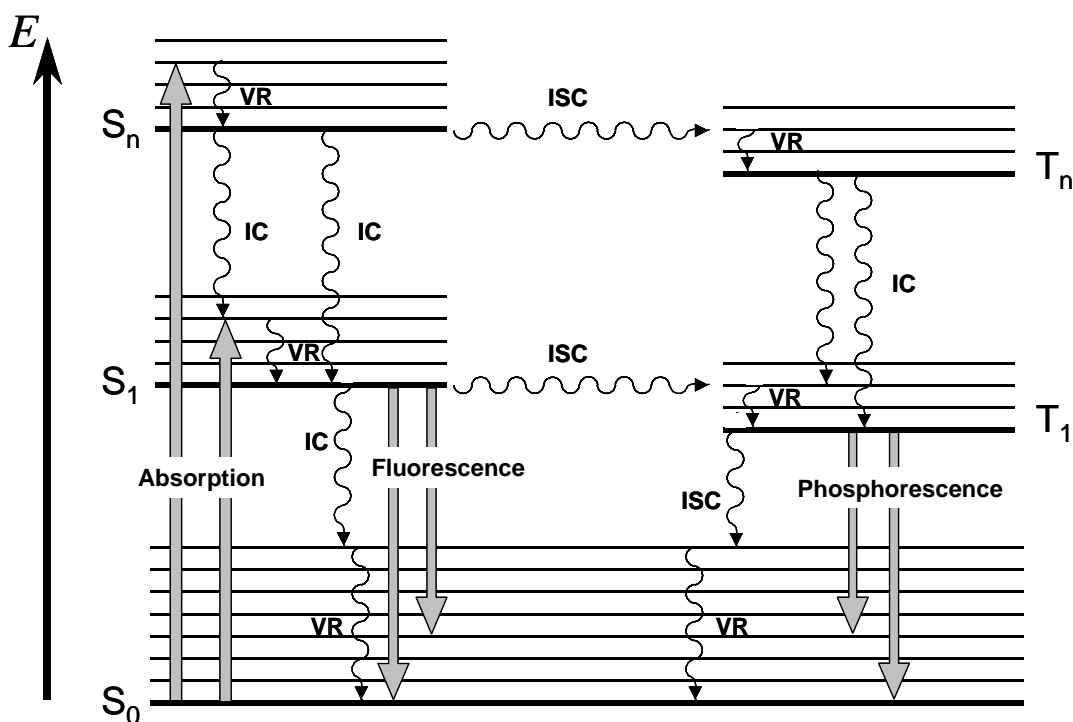 E
VR
ISC
Sₙ
VR
Tₙ
IC
IC
IC
VR
ISC
S₁
VR
T₁
IC
Fluorescence
Absorption
Phosphorescence
ISC
VR
VR
S₀